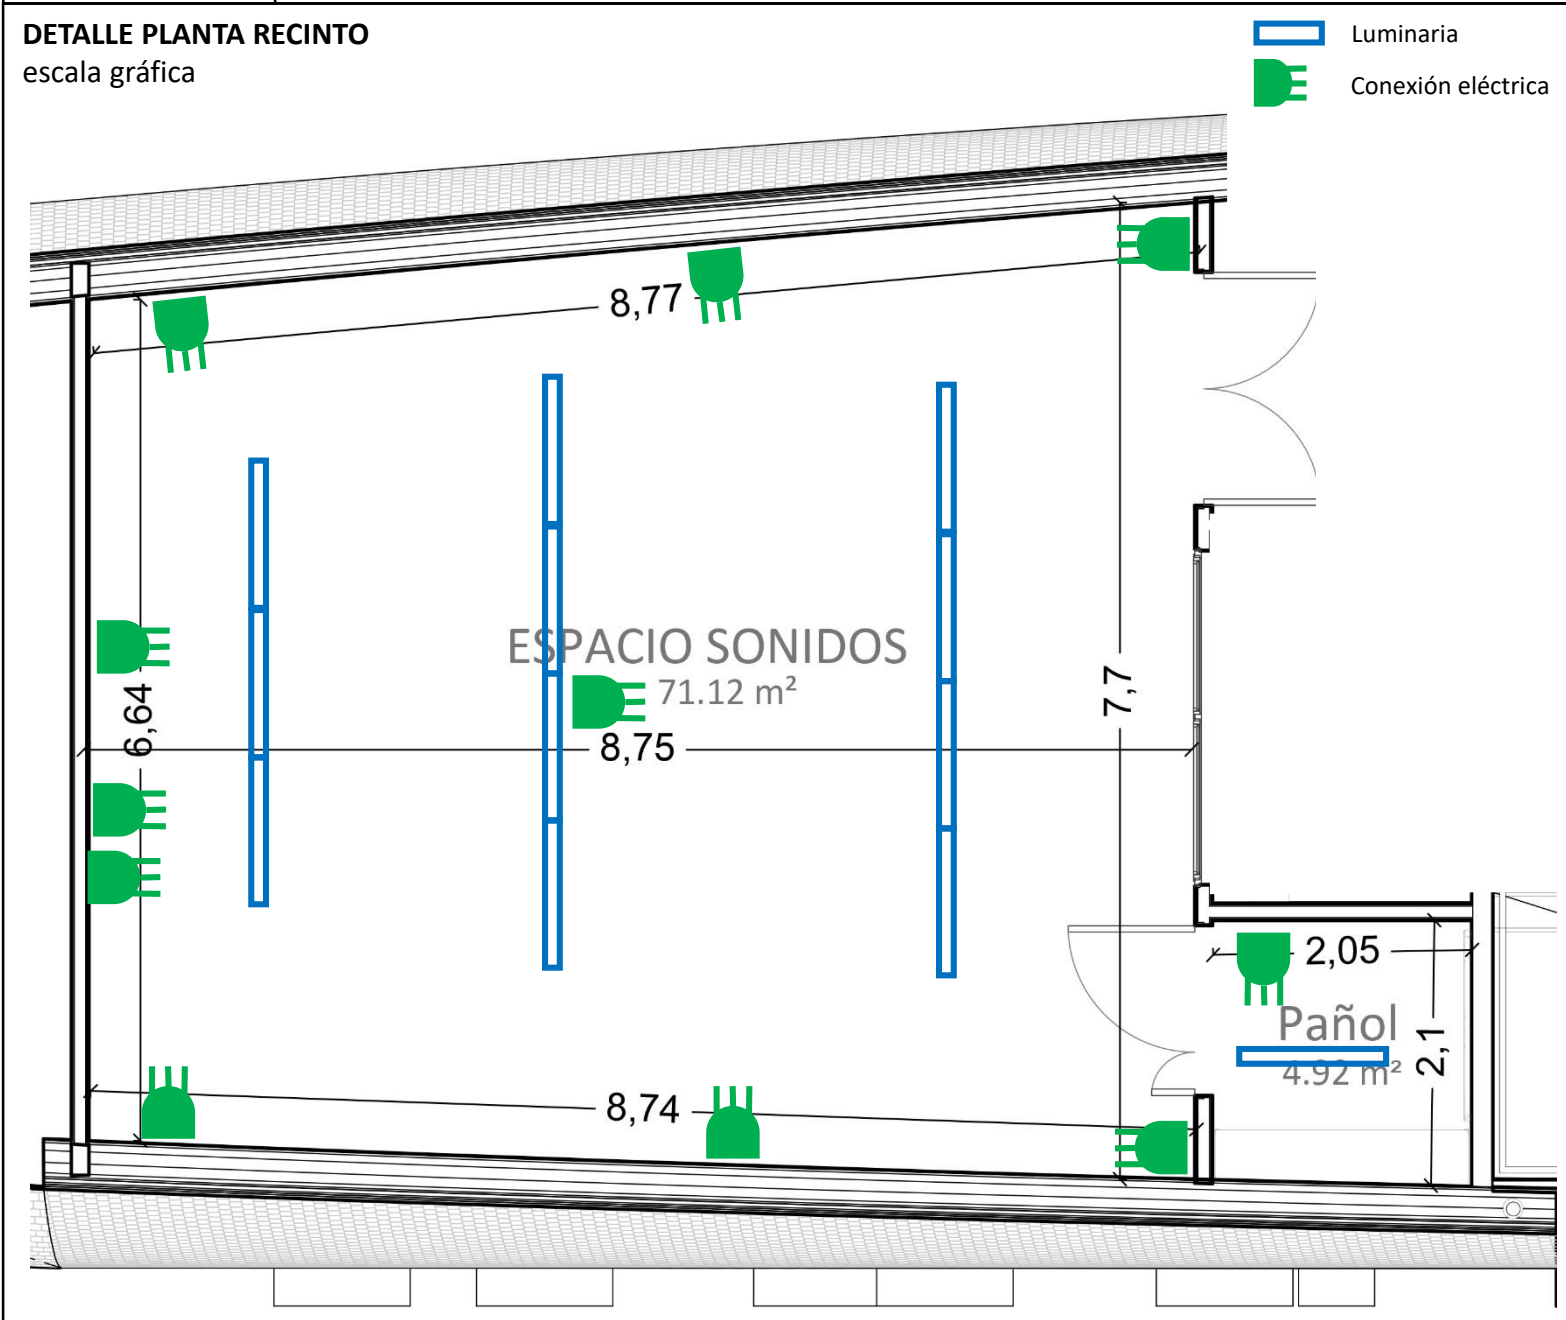 DETALLE PLANTA RECINTO
escala gráfica
Luminaria
Conexión eléctrica
8,77
ESPACIO SONIDOS
71.12 m²
6,64
7,7
8,75
2,05
Pañol
4.92 m²
2,1
8,74